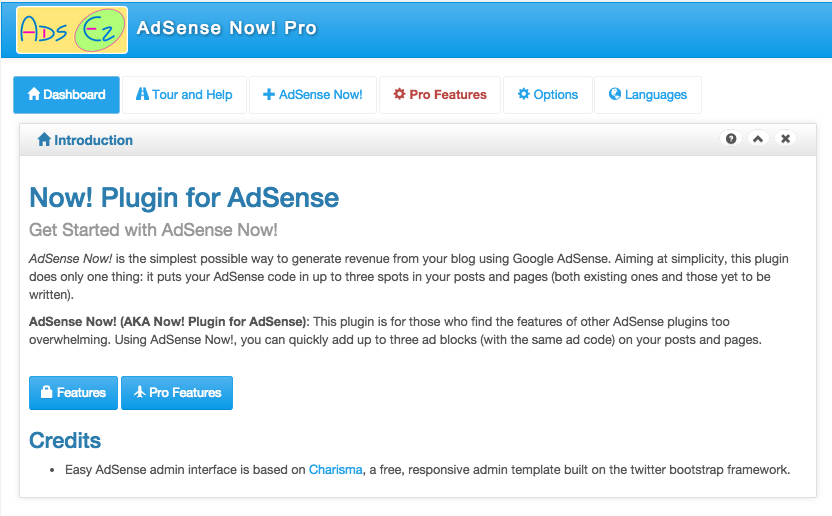 Ads Ez
AdSense Now! Pro
Dashboard
Tour and Help
AdSense Now!
Pro Features
Options
Languages
Introduction
Now! Plugin for AdSense
Get Started with AdSense Now!
AdSense Now! is the simplest possible way to generate revenue from your blog using Google AdSense. Aiming at simplicity, this plugin
does only one thing: it puts your AdSense code in up to three spots in your posts and pages (both existing ones and those yet to be
written).
AdSense Now! (AKA Now! Plugin for AdSense): This plugin is for those who find the features of other AdSense plugins too
overwhelming. Using AdSense Now!, you can quickly add up to three ad blocks (with the same ad code) on your posts and pages.
Features
Pro Features
Credits
• Easy AdSense admin interface is based on Charisma, a free, responsive admin template built on the twitter bootstrap framework.